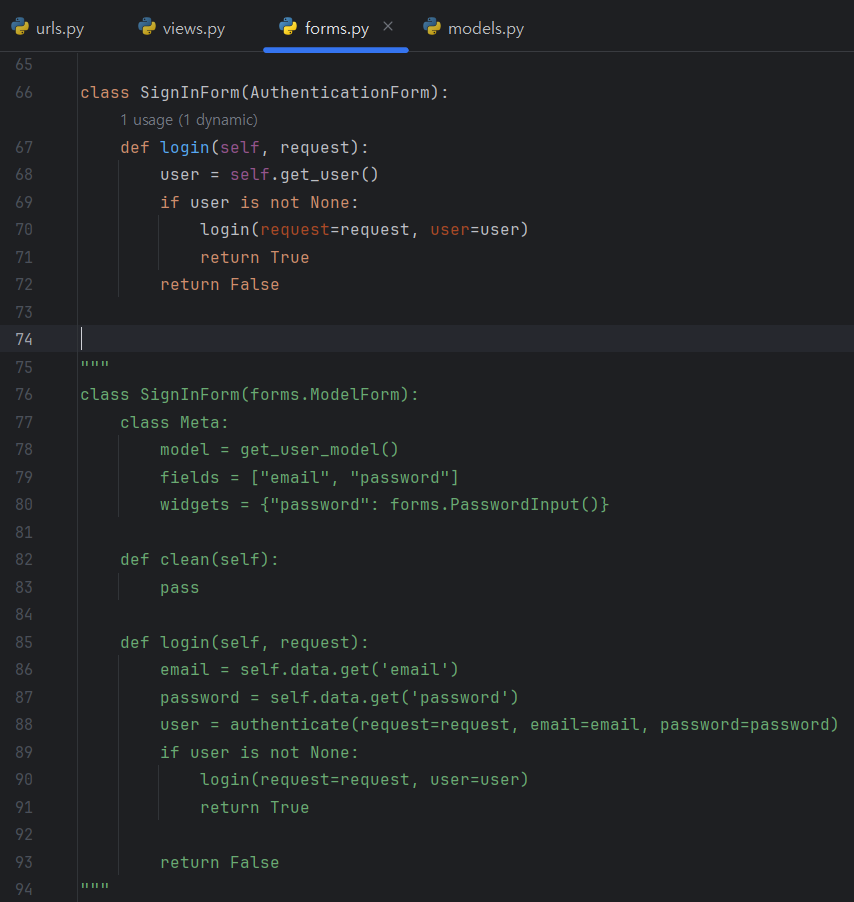 urls.py views.py forms.py models.py
65
66 class SignInForm(AuthenticationForm):
1 usage (1 dynamic)
67     def login(self, request):
68         user = self.get_user()
69         if user is not None:
70             login(request=request, user=user)
71             return True
72         return False
73
74
75 """
76 class SignInForm(forms.ModelForm):
77     class Meta:
78         model = get_user_model()
79         fields = ["email", "password"]
80         widgets = {"password": forms.PasswordInput()}
81
82     def clean(self):
83         pass
84
85     def login(self, request):
86         email = self.data.get('email')
87         password = self.data.get('password')
88         user = authenticate(request=request, email=email, password=password)
89         if user is not None:
90             login(request=request, user=user)
91             return True
92
93         return False
94 """